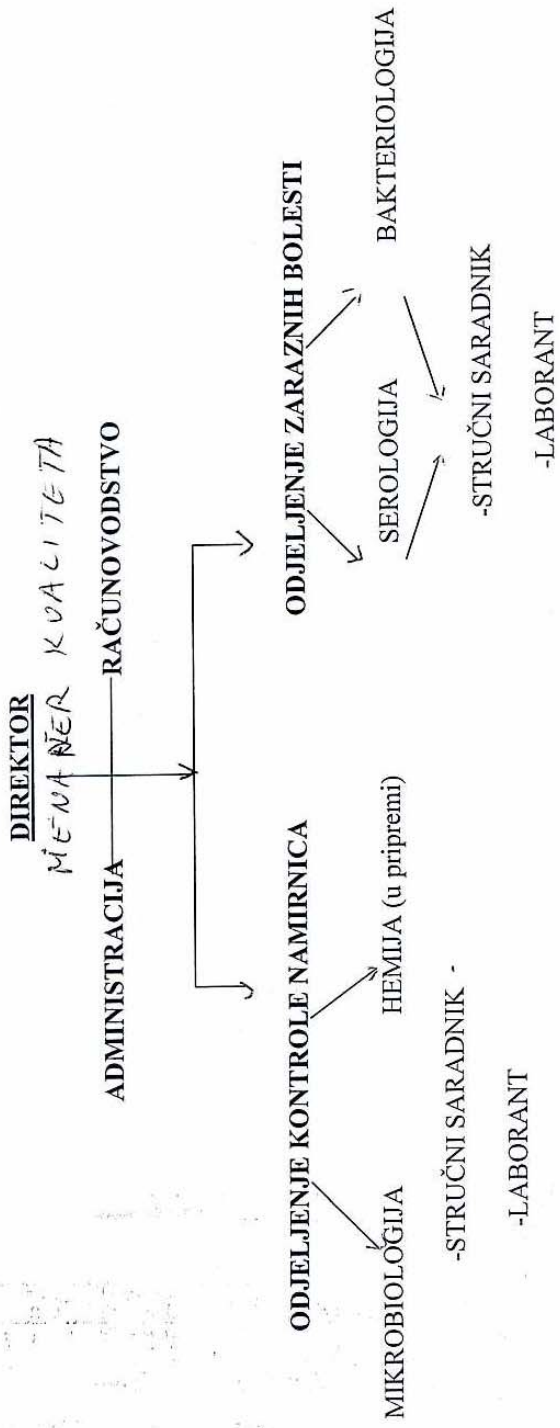 DIREKTOR
MENAĐER KVALITETA
ADMINISTRACIJA RAČUNOVODSTVO
ODJELJENJE KONTROLE NAMIRNICA ODJELJENJE ZARAZNIH BOLESTI
MIKROBIOLOGIJA HEMIJA (u pripremi) SEROLOGIJA BAKTERIOLOGIJA
-STRUČNI SARADNIK - -STRUČNI SARADNIK
-LABORANT -LABORANT